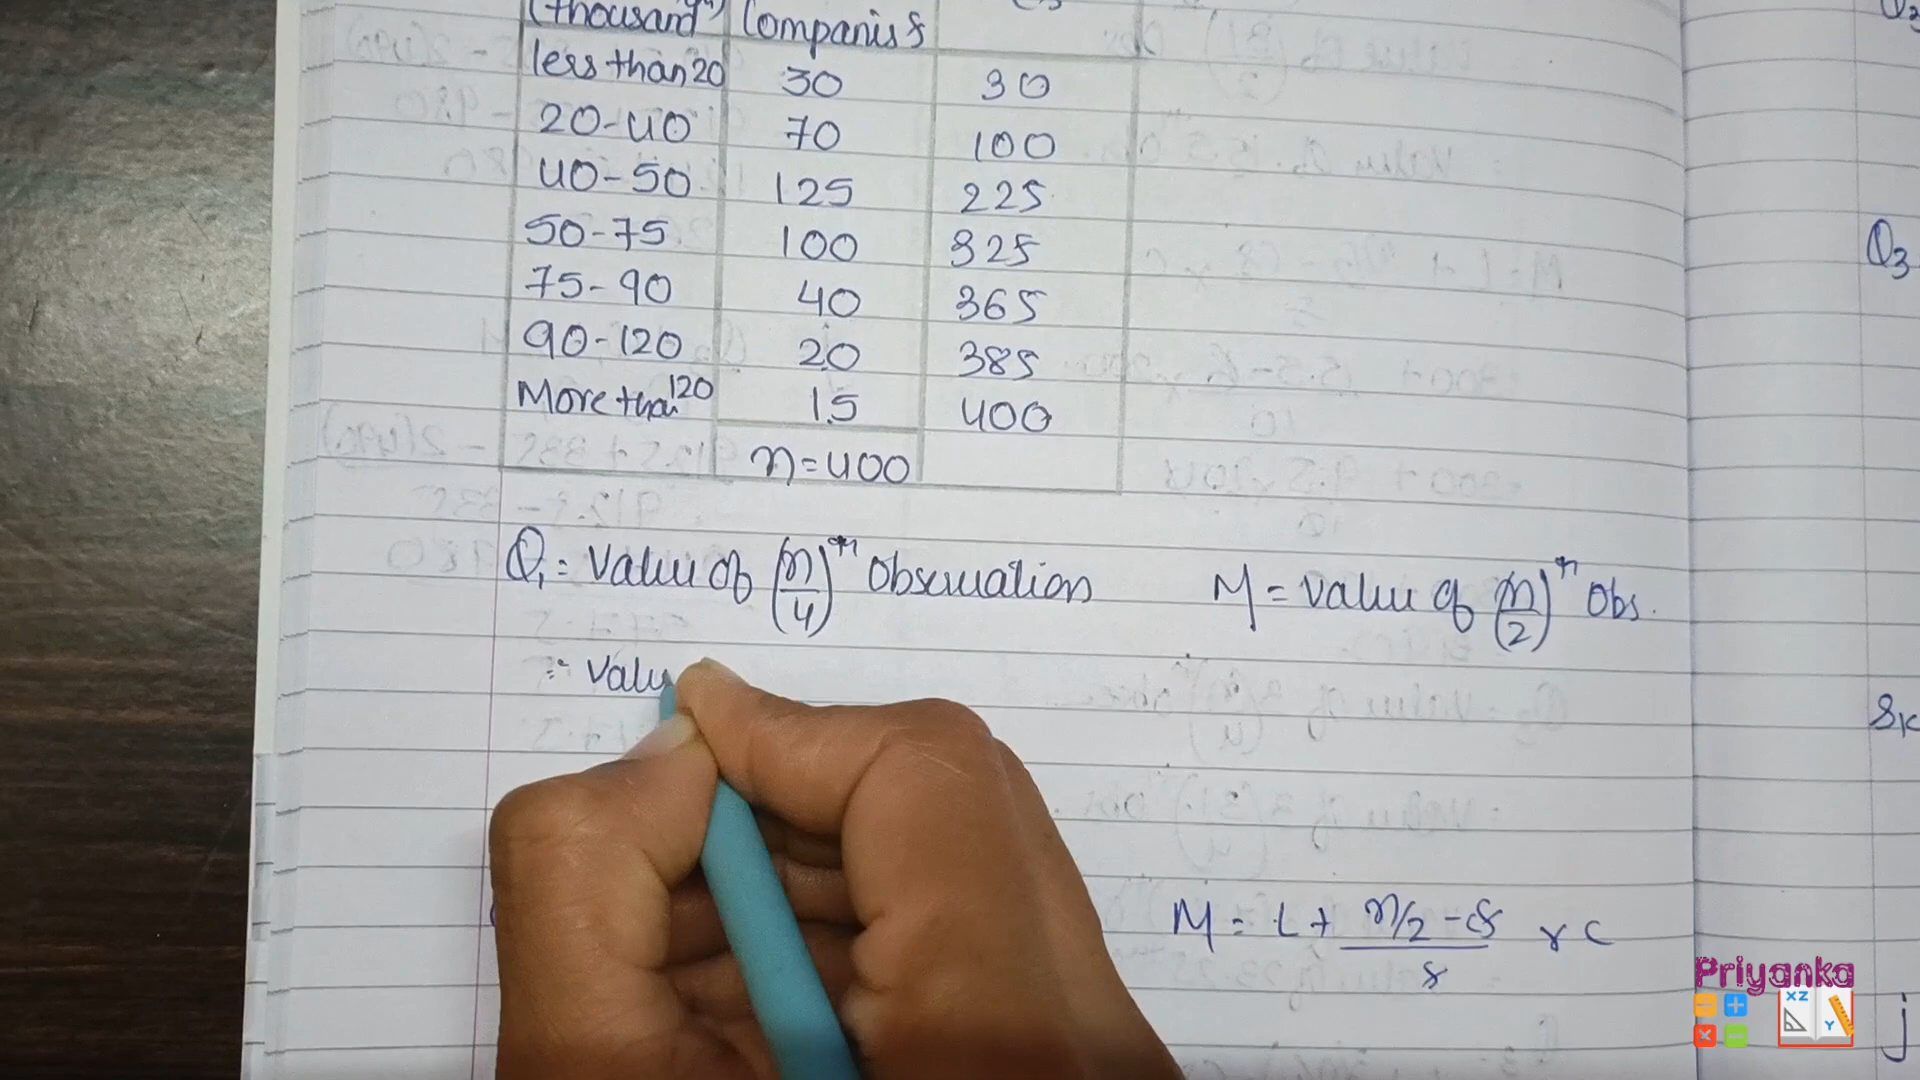 (thousand) Companies
less than 20 30 30
20-40 70 100
40-50 125 225
50-75 100 325
75-90 40 365
90-120 20 385
More than 120 15 400
n=400
Q₁ = Value of (n/4)th Observation
= Valu
M = value of (n/2)th Obs.
M = L + n/2 - cf / f × c
Q3
Sk
Priyanka
XZ
Y